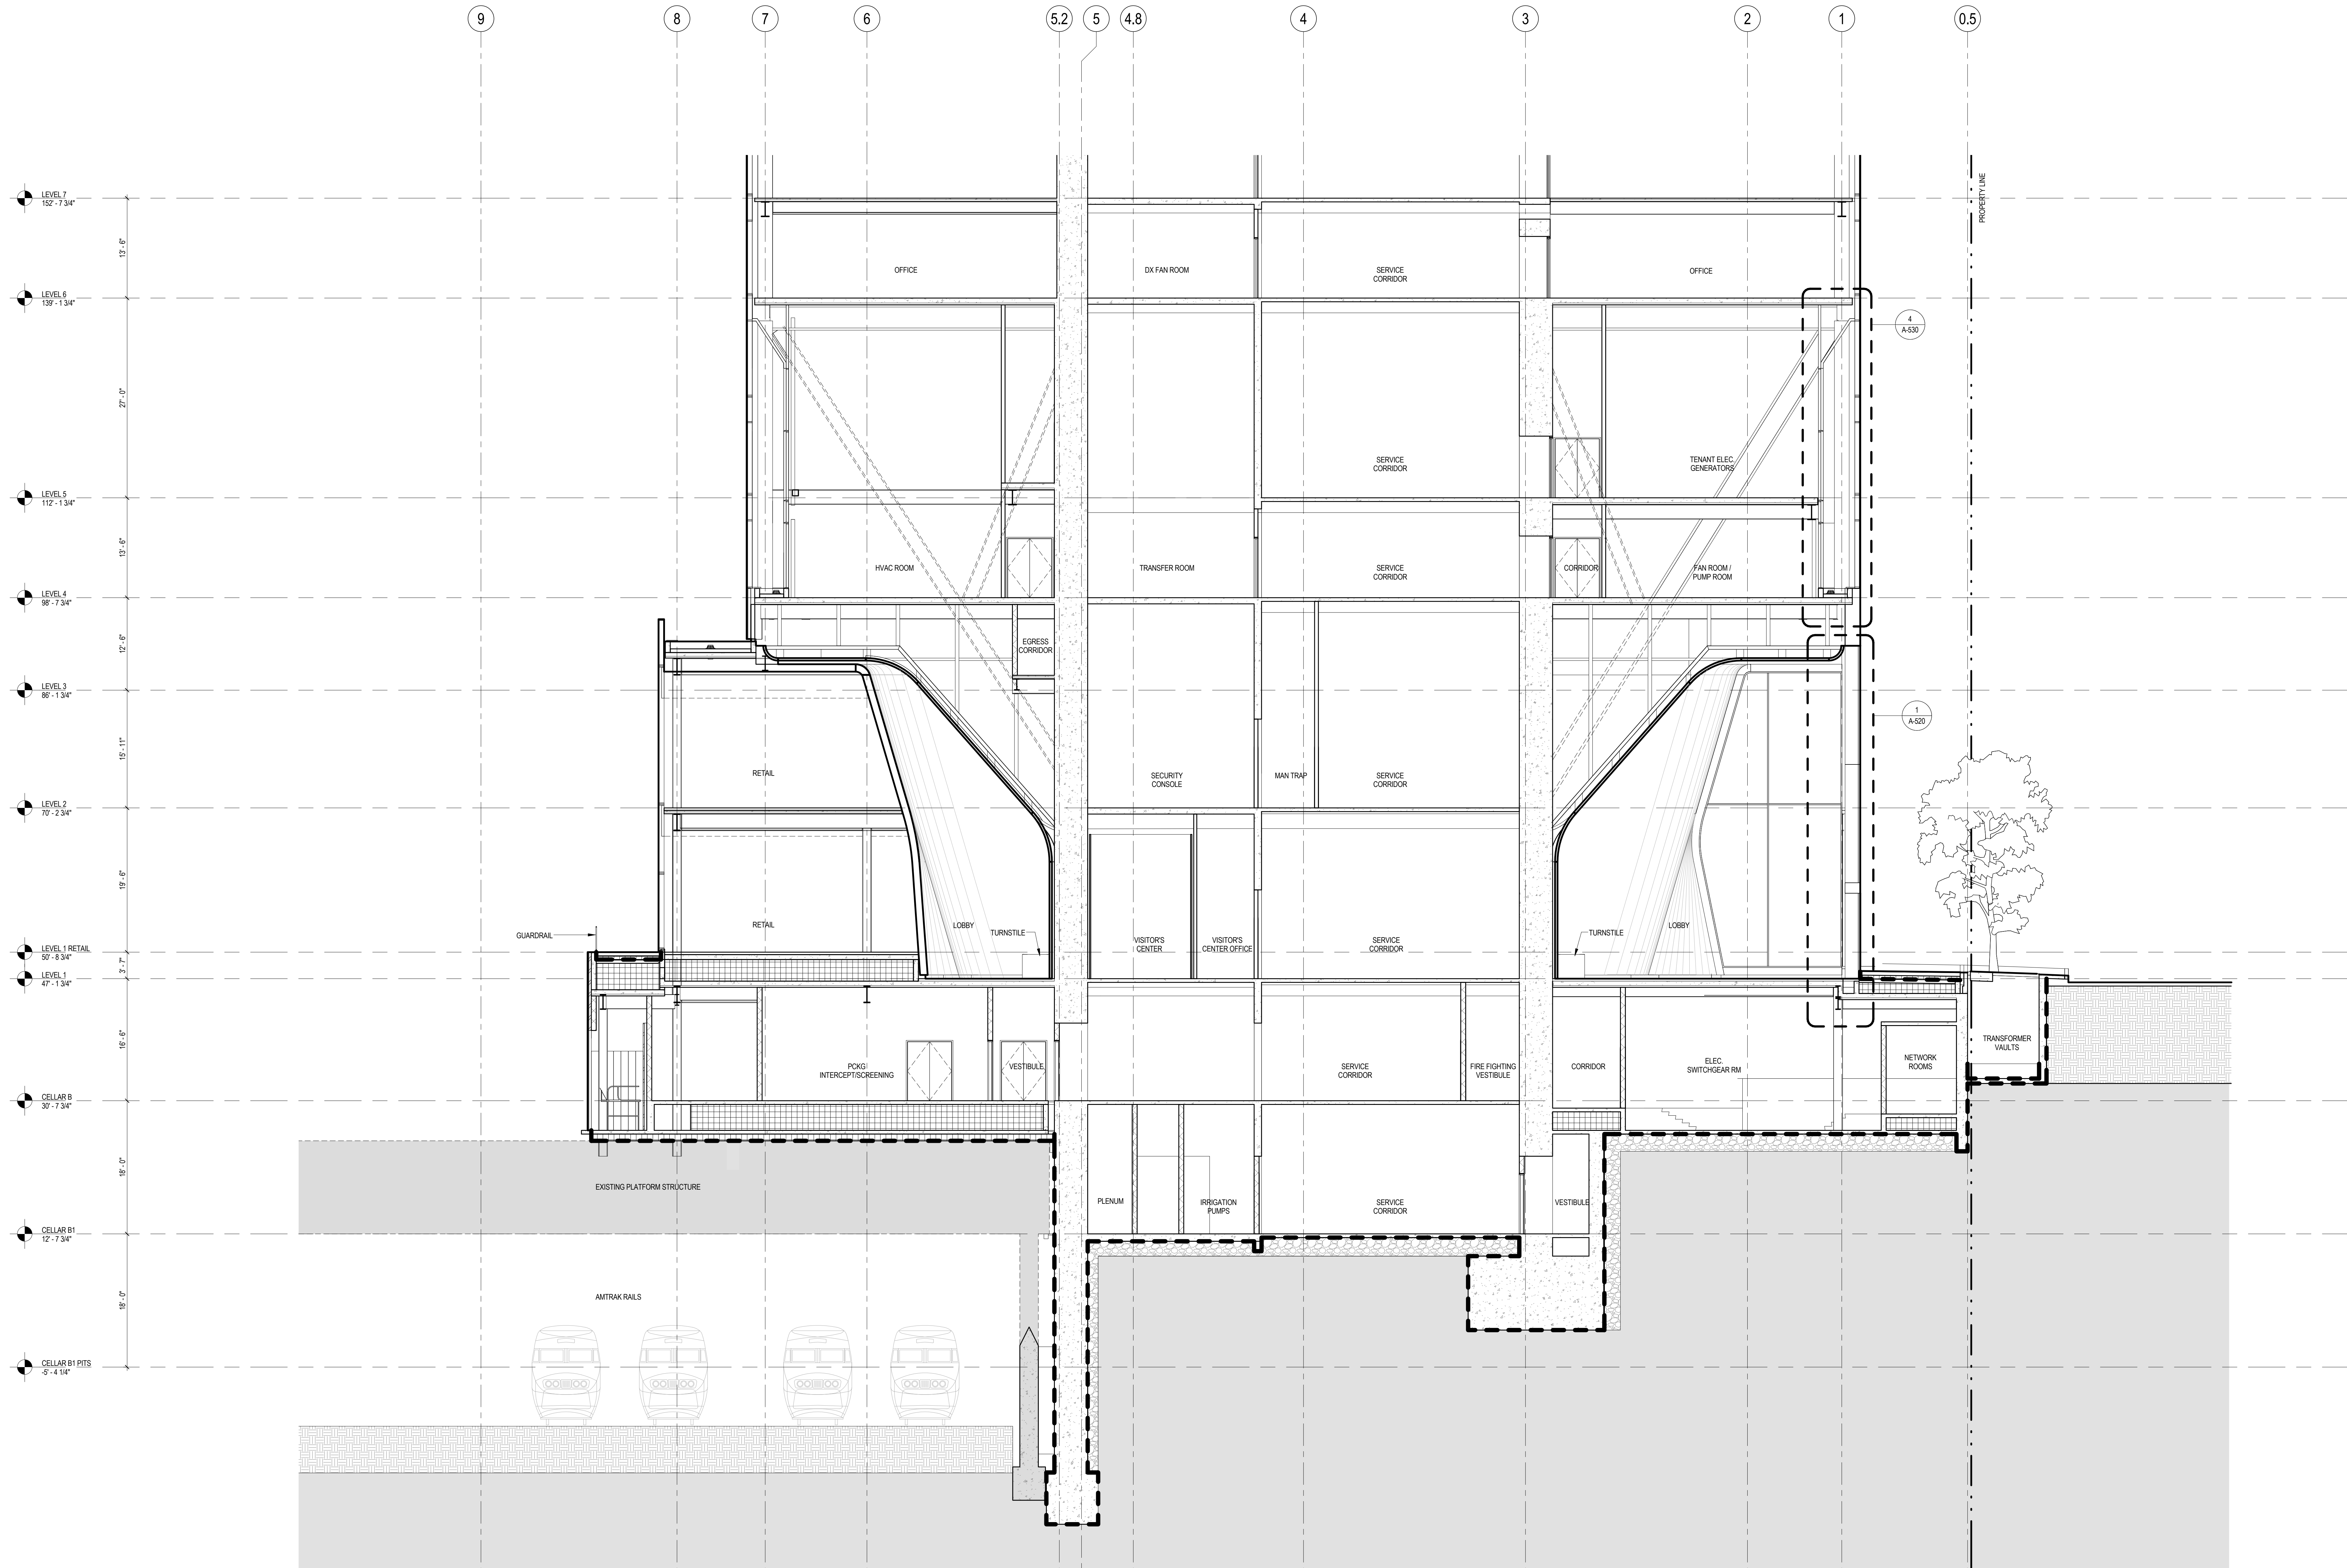 9
8
7
6
5.2
5
4.8
4
3
2
1
0.5
LEVEL 7
152' - 7 3/4"
PROPERTY LINE
13' - 6"
OFFICE
DX FAN ROOM
SERVICE
CORRIDOR
OFFICE
LEVEL 6
139' - 1 3/4"
4
A-530
27' - 0"
SERVICE
CORRIDOR
TENANT ELEC.
GENERATORS
LEVEL 5
112' - 1 3/4"
13' - 6"
HVAC ROOM
TRANSFER ROOM
SERVICE
CORRIDOR
CORRIDOR
FAN ROOM /
PUMP ROOM
LEVEL 4
98' - 7 3/4"
12' - 6"
EGRESS
CORRIDOR
LEVEL 3
86' - 1 3/4"
1
A-520
15' - 11"
RETAIL
SECURITY
CONSOLE
MAN TRAP
SERVICE
CORRIDOR
LEVEL 2
70' - 2 3/4"
19' - 6"
GUARDRAIL
RETAIL
LOBBY
TURNSTILE
VISITOR'S
CENTER
VISITOR'S
CENTER OFFICE
SERVICE
CORRIDOR
TURNSTILE
LOBBY
LEVEL 1 RETAIL
50' - 8 3/4"
3' - 7"
LEVEL 1
47' - 1 3/4"
16' - 6"
PCKG
INTERCEPT/SCREENING
VESTIBULE
SERVICE
CORRIDOR
FIRE FIGHTING
VESTIBULE
CORRIDOR
ELEC.
SWITCHGEAR RM
NETWORK
ROOMS
TRANSFORMER
VAULTS
CELLAR B
30' - 7 3/4"
18' - 0"
EXISTING PLATFORM STRUCTURE
PLENUM
IRRIGATION
PUMPS
SERVICE
CORRIDOR
VESTIBULE
CELLAR B1
12' - 7 3/4"
18' - 0"
AMTRAK RAILS
CELLAR B1 PITS
-5' - 4 1/4"